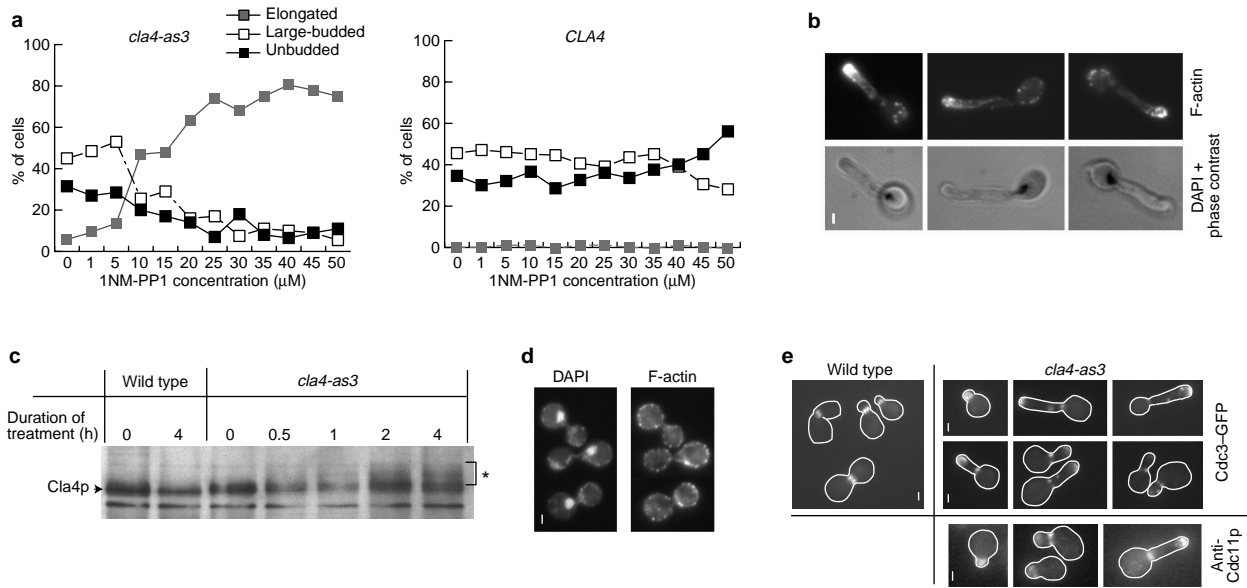 a
cla4-as3
Elongated
Large-budded
Unbudded
% of cells
100
80
60
40
20
0
0 1 5 10 15 20 25 30 35 40 45 50
1NM-PP1 concentration (μM)
CLA4
% of cells
100
80
60
40
20
0
0 1 5 10 15 20 25 30 35 40 45 50
1NM-PP1 concentration (μM)
b
F-actin
DAPI +
phase contrast
c
Wild type cla4-as3
Duration of
treatment (h) 0 4 0 0.5 1 2 4
Cla4p
*
d
DAPI F-actin
e
Wild type cla4-as3
Cdc3–GFP
Anti-
Cdc11p